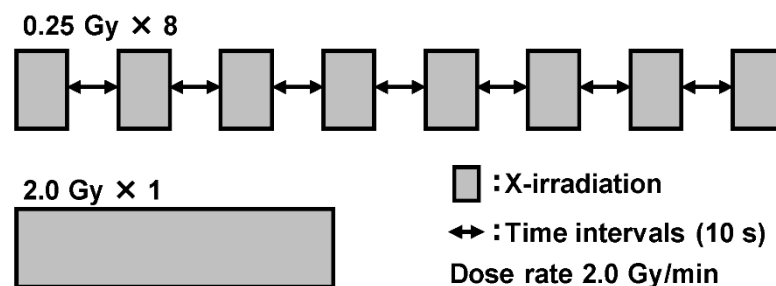 0.25 Gy × 8
2.0 Gy × 1
:X-irradiation
:Time intervals (10 s)
Dose rate 2.0 Gy/min